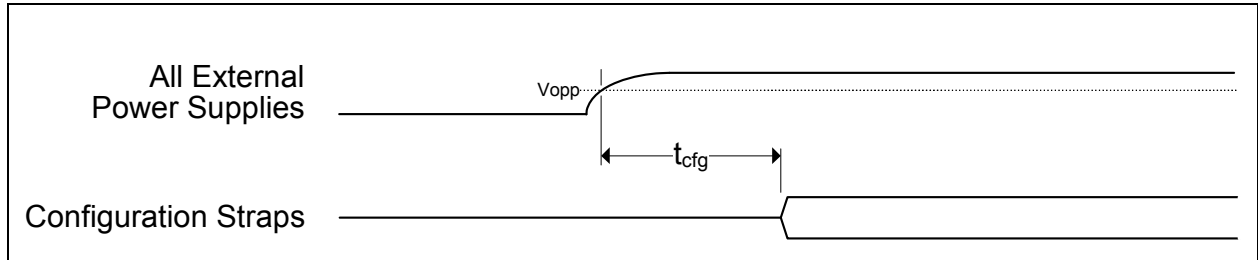 All External
Power Supplies
Vopp
tcfg
Configuration Straps